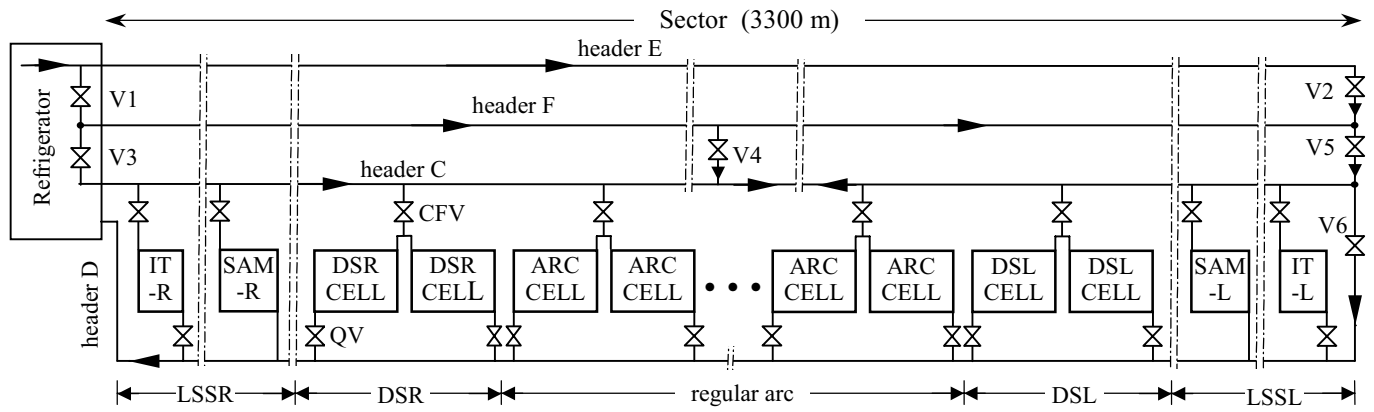 Sector (3300 m)
header E
V1
V2
header F
V3
V4
V5
header C
Refrigerator
CFV
V6
IT
-R
SAM
-R
DSR
CELL
DSR
CELL
ARC
CELL
ARC
CELL
ARC
CELL
ARC
CELL
DSL
CELL
DSL
CELL
SAM
-L
IT
-L
header D
QV
LSSR
DSR
regular arc
DSL
LSSL